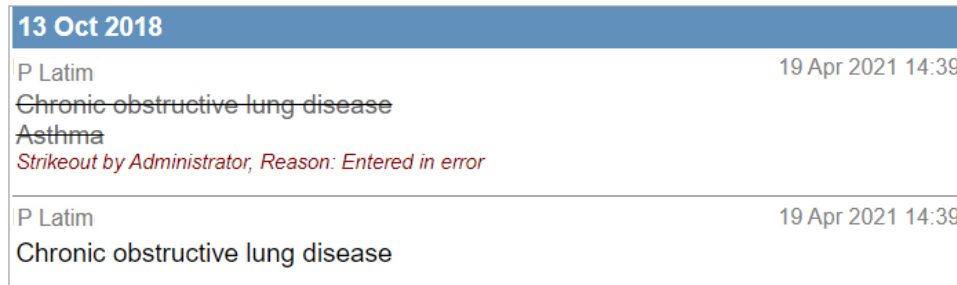 13 Oct 2018
P Latim 19 Apr 2021 14:39
Chronic obstructive lung disease
Asthma
Strikeout by Administrator, Reason: Entered in error
P Latim 19 Apr 2021 14:39
Chronic obstructive lung disease